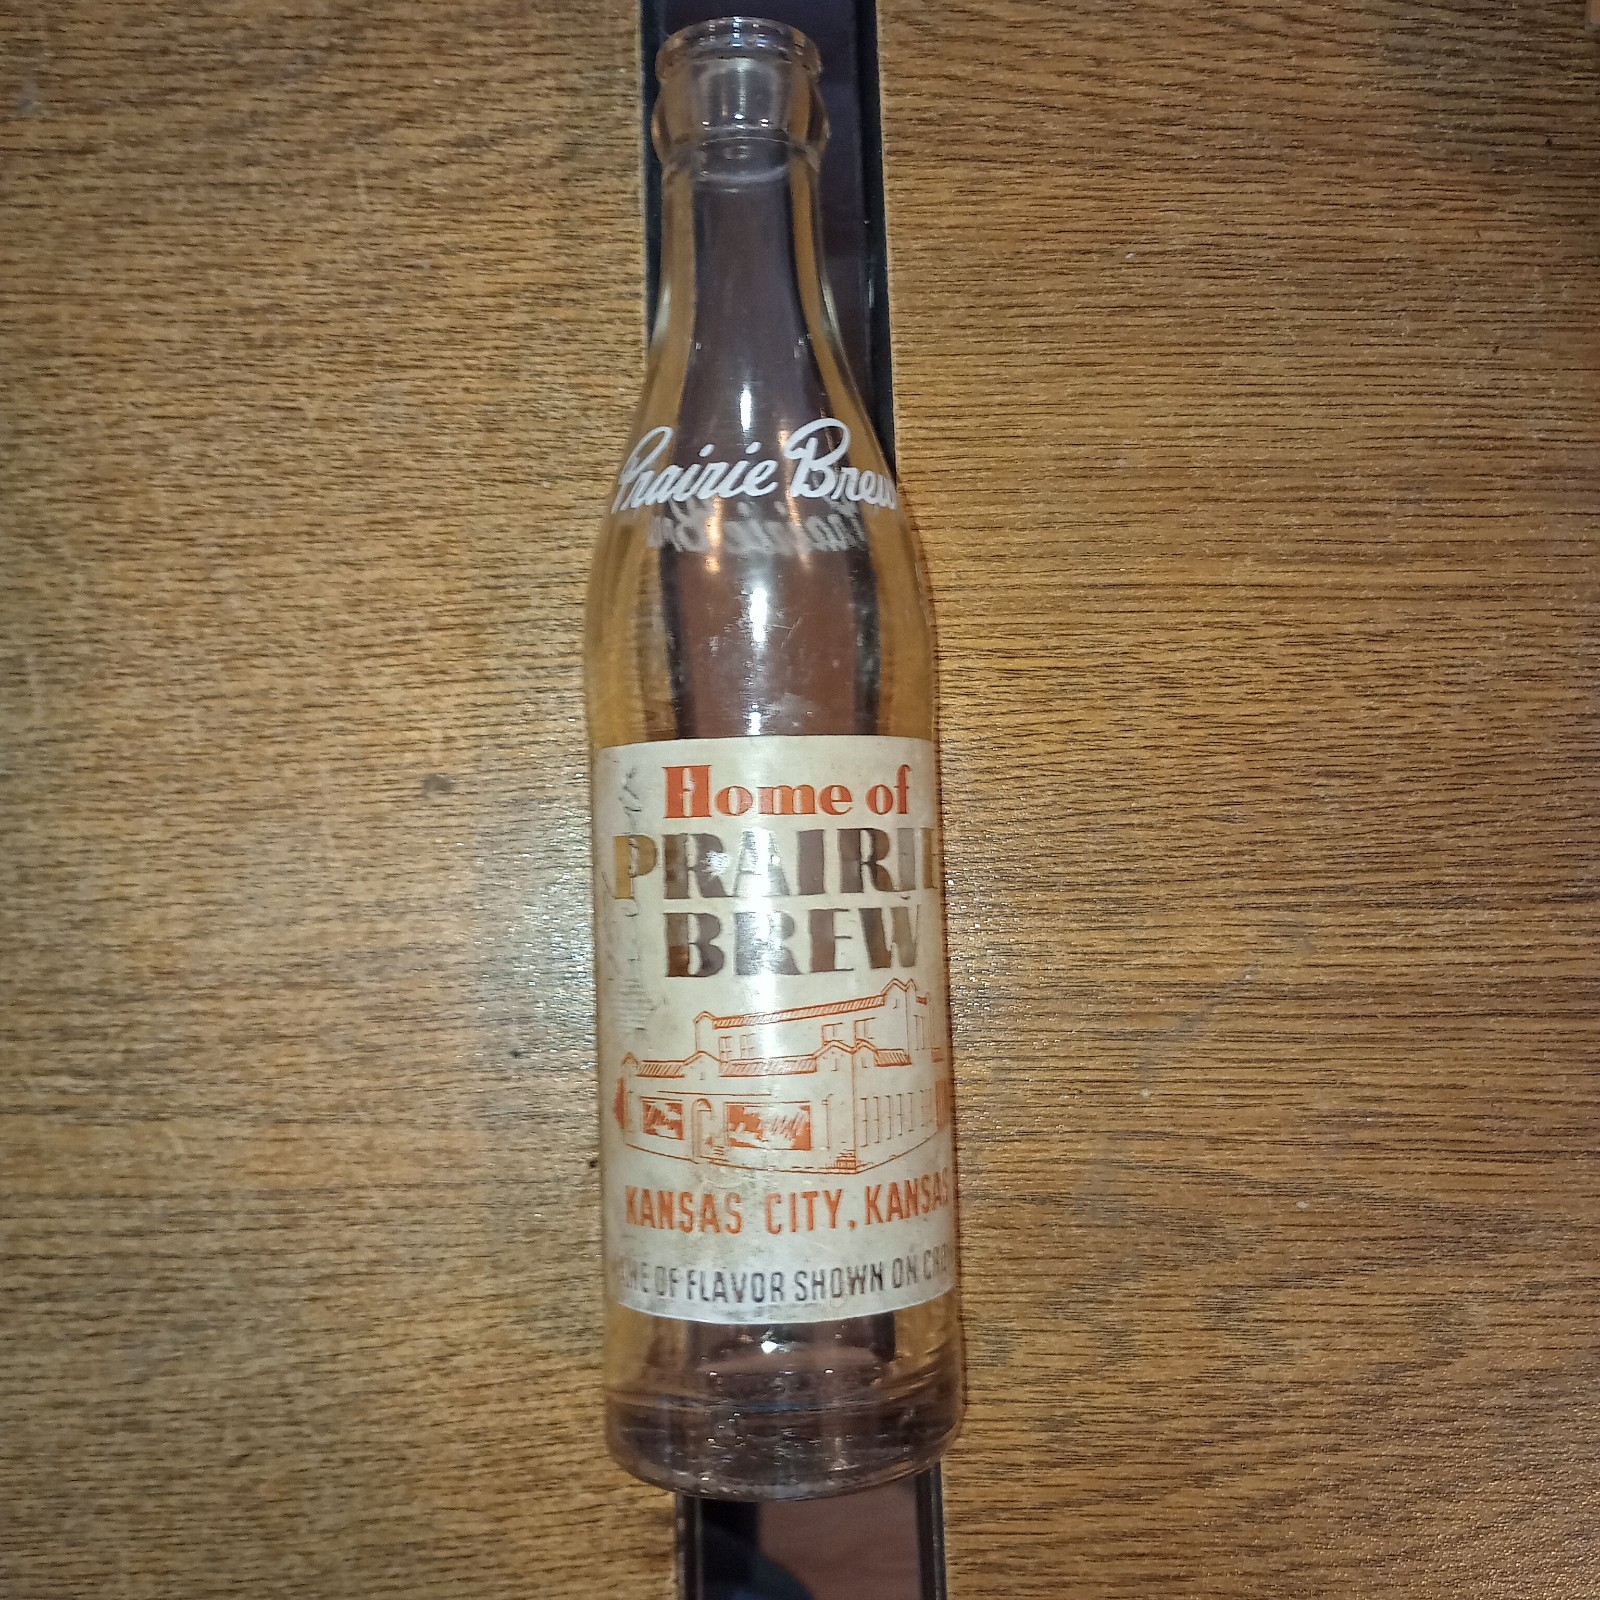 Prairie Brew
Home of
PRAIRIE
BREW
KANSAS CITY, KANSAS
OF FLAVOR SHOWN ON